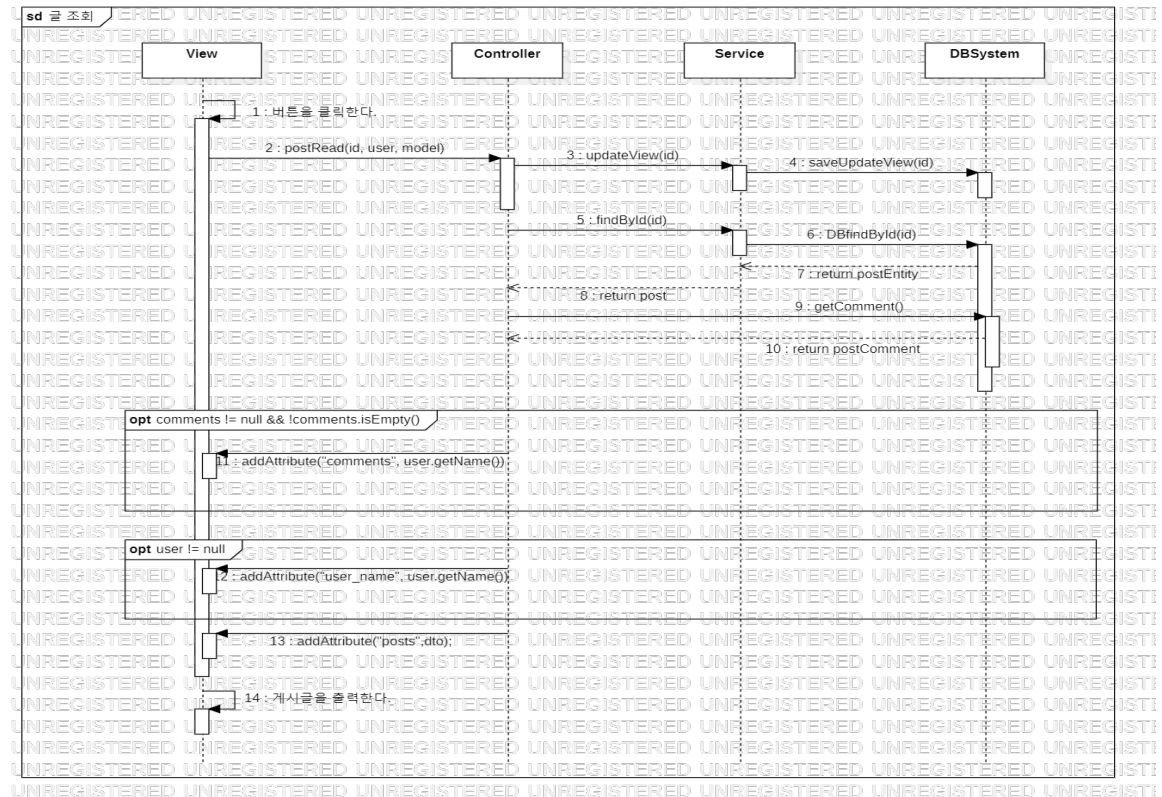 sd 글 조회
View
Controller
Service
DBSystem
1 : 버튼을 클릭한다.
2 : postRead(id, user, model)
3 : updateView(id)
4 : saveUpdateView(id)
5 : findById(id)
6 : DBfindById(id)
7 : return postEntity
8 : return post
9 : getComment()
10 : return postComment
opt comments != null && !comments.isEmpty()
11 : addAttribute("comments", user.getName())
opt user != null
12 : addAttribute("user_name", user.getName())
13 : addAttribute("posts",dto);
14 : 게시글을 출력한다.
UNREGISTERED